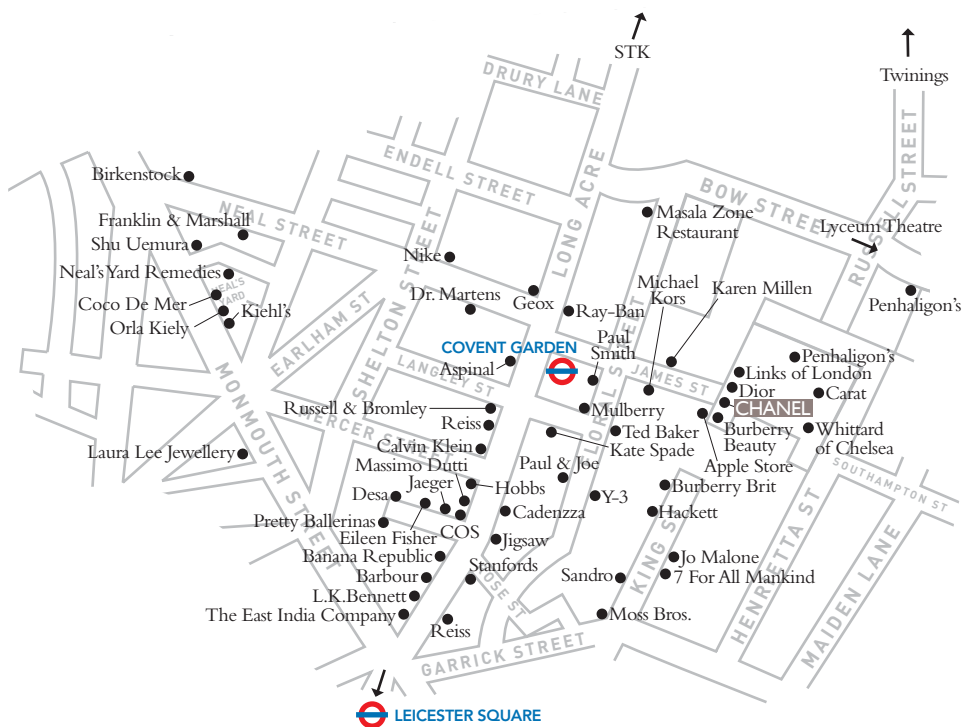 STK
Twinings
DRURY LANE
ENDELL STREET
LONG ACRE
BOW STREET
RUSSELL STREET
Birkenstock
NEAL STREET
Franklin & Marshall
Shu Uemura
Neal's Yard Remedies
NEAL'S
YARD
Coco De Mer
Orla Kiely
Kiehl's
EARLHAM ST
SHELTON STREET
Nike
Dr. Martens
Geox
Masala Zone
Restaurant
Lyceum Theatre
Michael
Kors
Karen Millen
Penhaligon's
Ray-Ban
Paul
Smith
COVENT GARDEN
Aspinal
LANGLEY ST
JAMES ST
FLORAL STREET
Penhaligon's
Links of London
Dior
CHANEL
Carat
Burberry
Beauty
Whittard
of Chelsea
Apple Store
MONMOUTH STREET
MERCER STREET
Russell & Bromley
Reiss
Calvin Klein
Mulberry
Ted Baker
Kate Spade
Laura Lee Jewellery
Massimo Dutti
Jaeger
Hobbs
Paul & Joe
Desa
Y-3
Burberry Brit
SOUTHAMPTON ST
Pretty Ballerinas
Eileen Fisher
COS
Cadenzza
Hackett
Banana Republic
Jigsaw
Stanfords
Jo Malone
Barbour
Sandro
7 For All Mankind
L.K.Bennett
ROSE ST
KING ST
HENRIETTA ST
MAIDEN LANE
The East India Company
Reiss
Moss Bros.
GARRICK STREET
LEICESTER SQUARE